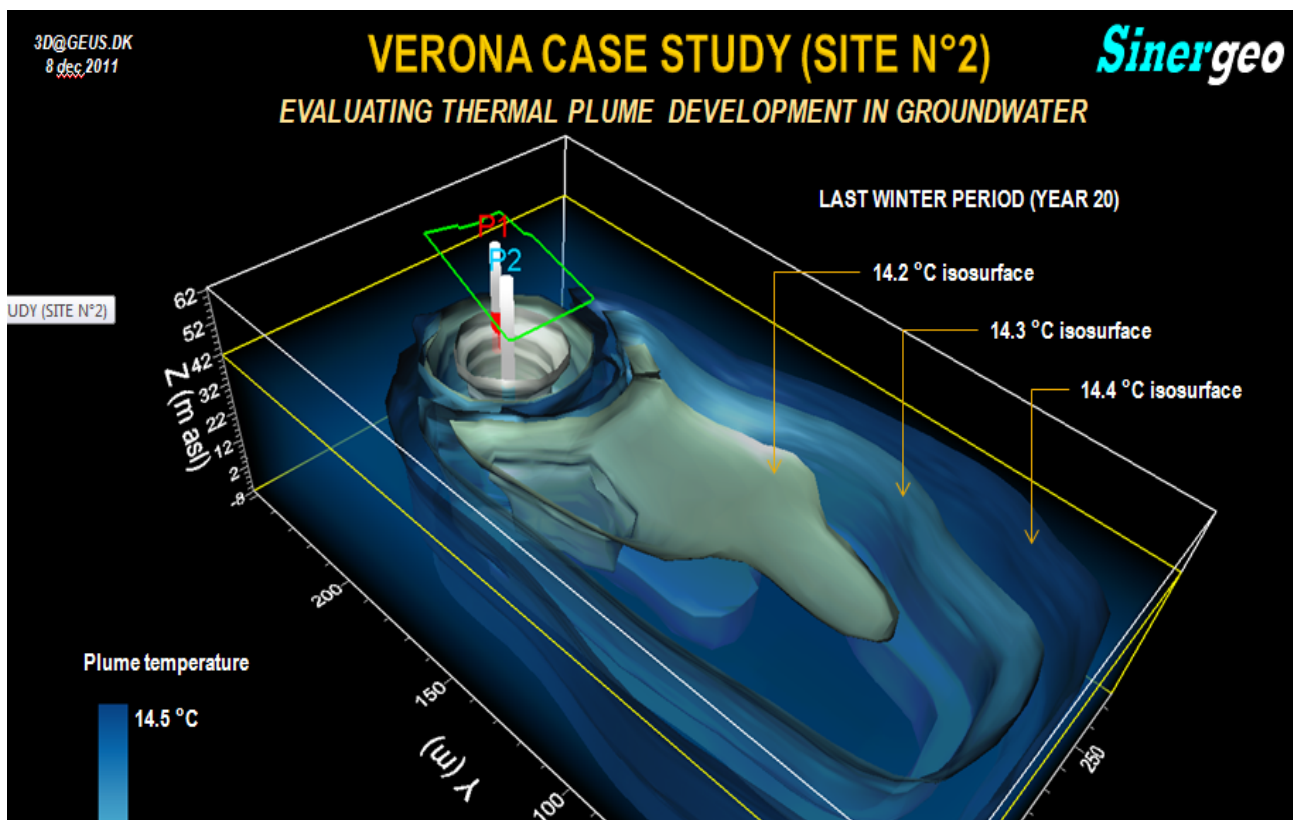 3D@GEUS.DK
8 dec 2011
VERONA CASE STUDY (SITE N°2)
Sinergeo
EVALUATING THERMAL PLUME DEVELOPMENT IN GROUNDWATER
LAST WINTER PERIOD (YEAR 20)
P1
P2
14.2 °C isosurface
UDY (SITE N°2)
14.3 °C isosurface
14.4 °C isosurface
62
52
42
32
22
12
2
-8
Z (m asl)
200
150
100
Y (m)
250
Plume temperature
14.5 °C